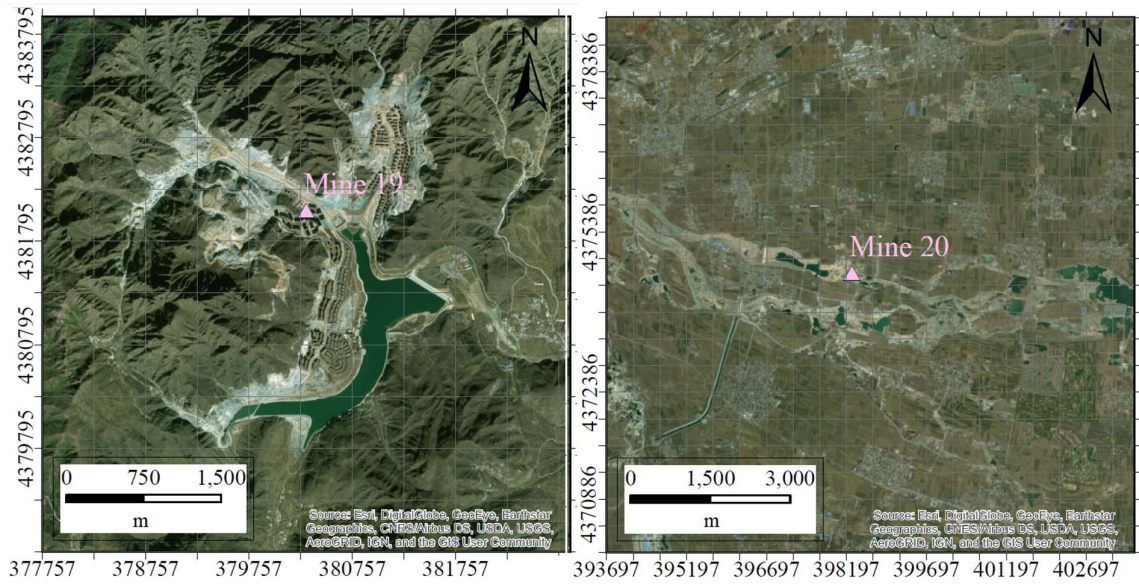 4383795
4382795
4381795
4380795
4379795
N
Mine 19
0 750 1,500
m
Source: Esri, DigitalGlobe, GeoEye, Earthstar
Geographics, CNES/Airbus DS, USDA, USGS,
AeroGRID, IGN, and the GIS User Community
377757 378757 379757 380757 381757
4378386
4375386
4372386
4370886
N
Mine 20
0 1,500 3,000
m
Source: Esri, DigitalGlobe, GeoEye, Earthstar
Geographics, CNES/Airbus DS, USDA, USGS,
AeroGRID, IGN, and the GIS User Community
393697 395197 396697 398197 399697 401197 402697